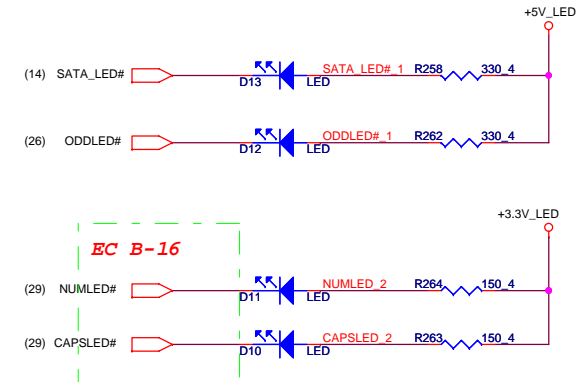 +5V_LED
(14) SATA_LED# D13 LED SATA_LED#_1 R258 330_4
(26) ODDLED# D12 LED ODDLED#_1 R262 330_4
+3.3V_LED
EC B-16
(29) NUMLED# D11 LED NUMLED_2 R264 150_4
(29) CAPSLED# D10 LED CAPSLED_2 R263 150_4